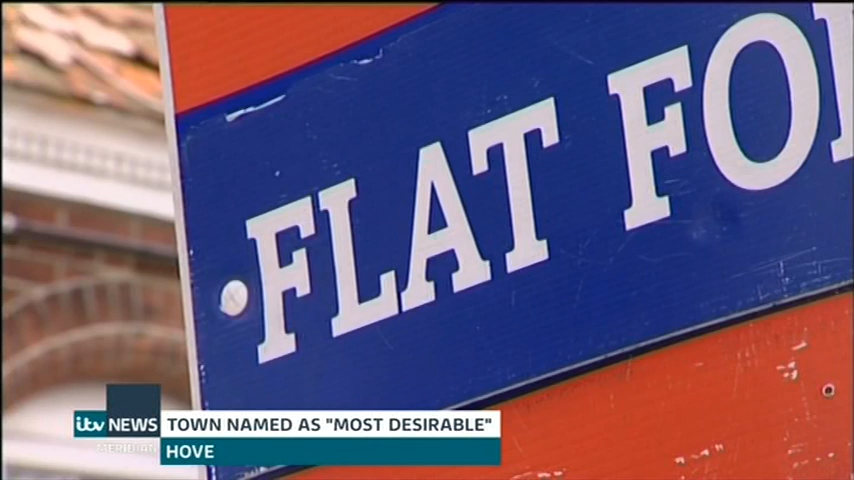 FLAT FO
itv NEWS
MERIDIAN
TOWN NAMED AS "MOST DESIRABLE"
HOVE